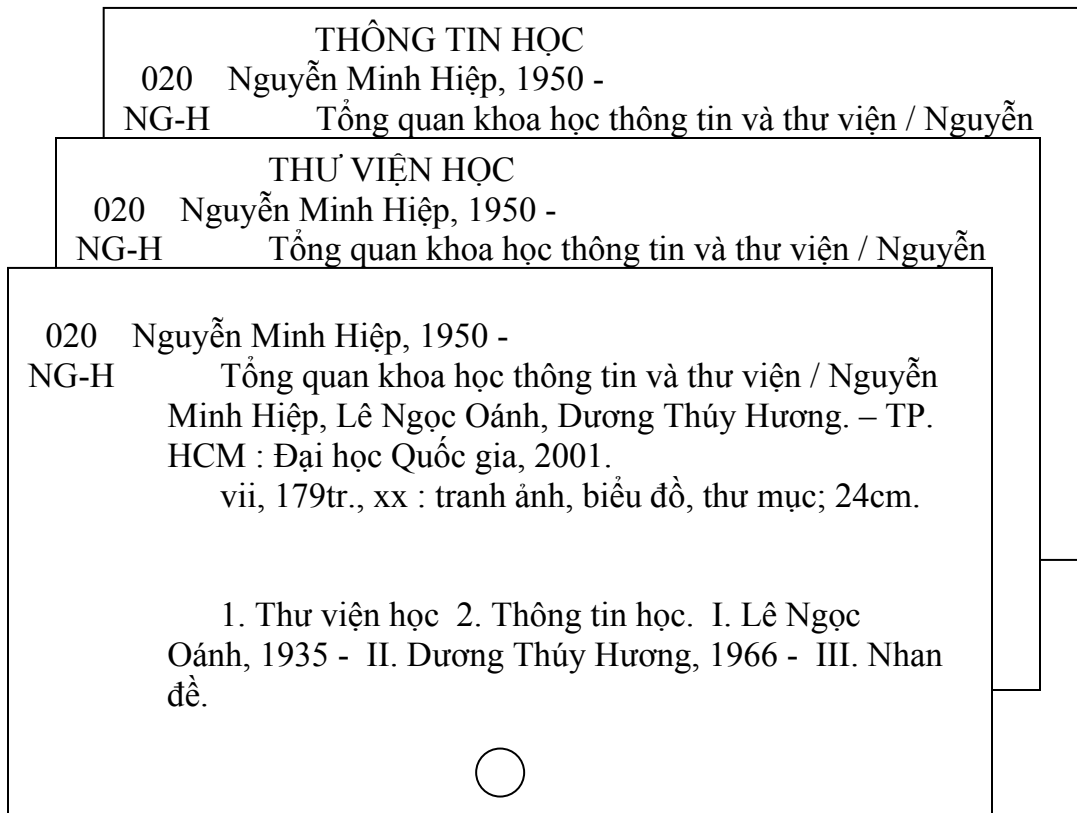 THÔNG TIN HỌC
020 Nguyễn Minh Hiệp, 1950 -
NG-H Tổng quan khoa học thông tin và thư viện / Nguyễn
THƯ VIỆN HỌC
020 Nguyễn Minh Hiệp, 1950 -
NG-H Tổng quan khoa học thông tin và thư viện / Nguyễn
020 Nguyễn Minh Hiệp, 1950 -
NG-H Tổng quan khoa học thông tin và thư viện / Nguyễn
Minh Hiệp, Lê Ngọc Oánh, Dương Thúy Hương. – TP.
HCM : Đại học Quốc gia, 2001.
vii, 179tr., xx : tranh ảnh, biểu đồ, thư mục; 24cm.
1. Thư viện học 2. Thông tin học. I. Lê Ngọc
Oánh, 1935 - II. Dương Thúy Hương, 1966 - III. Nhan
đề.